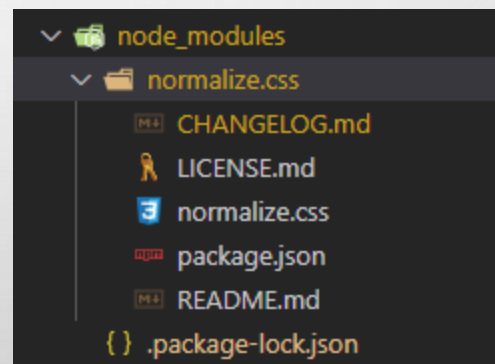 node_modules
normalize.css
CHANGELOG.md
LICENSE.md
normalize.css
package.json
README.md
{ } .package-lock.json